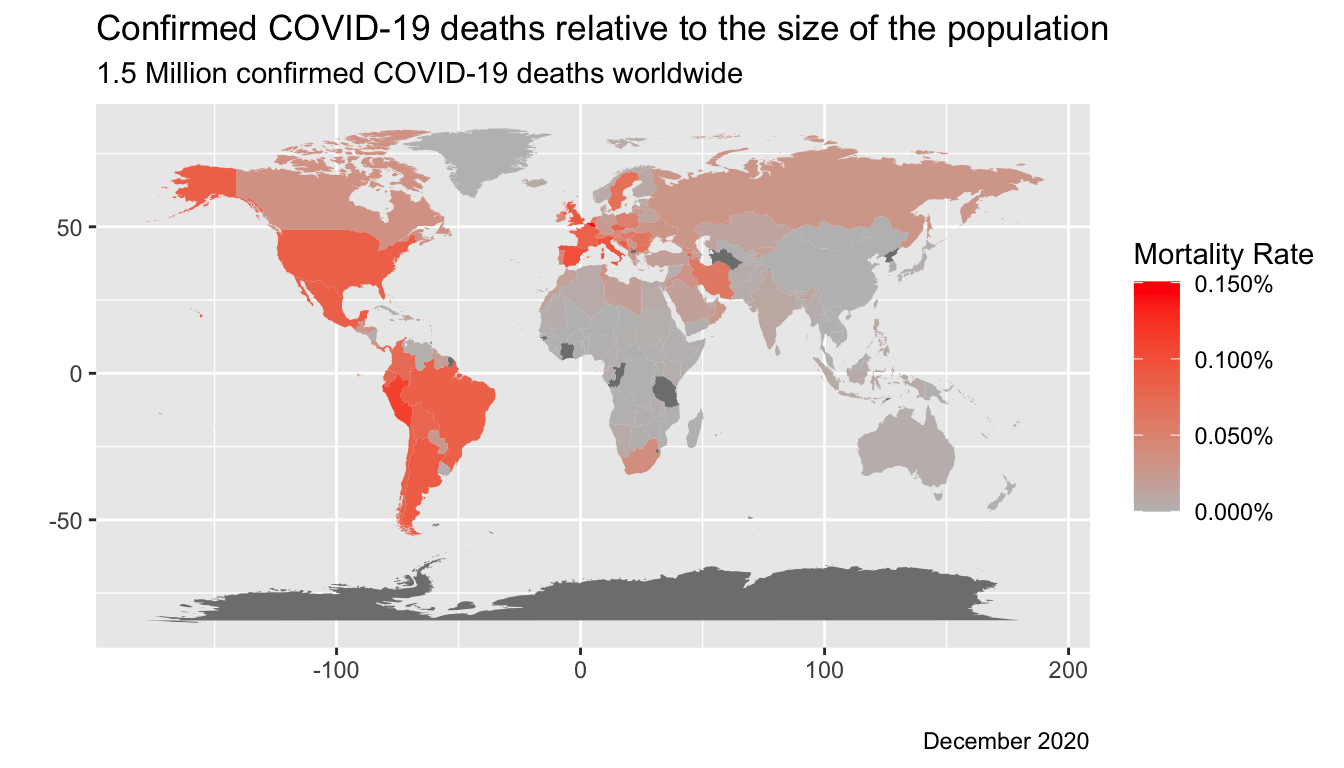 Confirmed COVID-19 deaths relative to the size of the population
1.5 Million confirmed COVID-19 deaths worldwide
50
0
-50
-100
0
100
200
Mortality Rate
0.150%
0.100%
0.050%
0.000%
December 2020